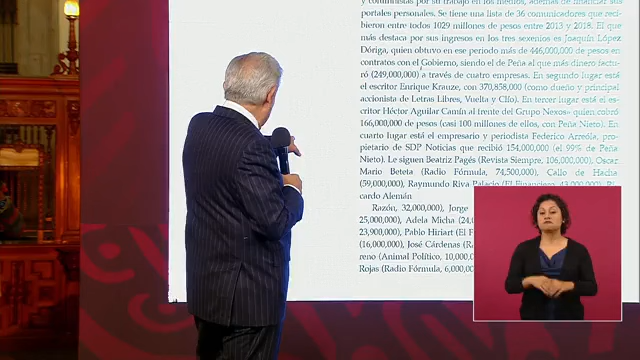 y columnistas por su trabajo en los medios, además de financiar sus
portales personales. Se tiene una lista de 36 comunicadores que reci-
bieron entre todos 1029 millones de pesos entre 2013 y 2018. El que
más destaca por sus ingresos en los tres sexenios es Joaquín López
Dóriga, quien obtuvo en ese periodo más de 446,000,000 de pesos en
contratos con el Gobierno, siendo el de Peña el que más dinero factu-
ró (249,000,000) a través de cuatro empresas. En segundo lugar está
el escritor Enrique Krauze, con 370,858,000 (como dueño y principal
accionista de Letras Libres, Vuelta y Clío). En tercer lugar está el es-
critor Héctor Aguilar Camín al frente del Grupo Nexos» quien cobró
166,000,000 de pesos (casi 100 millones de ellos, con Peña Nieto). En
cuarto lugar está el empresario y periodista Federico Arreola, pro-
pietario de SDP Noticias que recibió 154,000,000 (el 99% de Peña
Nieto). Le siguen Beatriz Pagés (Revista Siempre, 106,000,000), Oscar
Mario Beteta (Radio Fórmula, 74,500,000), Callo de Hacha
(59,000,000), Raymundo Riva Palacio (El Financiero, 43,000,000), Ri-
cardo Alemán
Razón, 32,000,000), Jorge
25,000,000), Adela Micha (24,0
23,900,000), Pablo Hiriart (El F
(16,000,000), José Cárdenas (Ra
reno (Animal Político, 10,000,0
Rojas (Radio Fórmula, 6,000,00